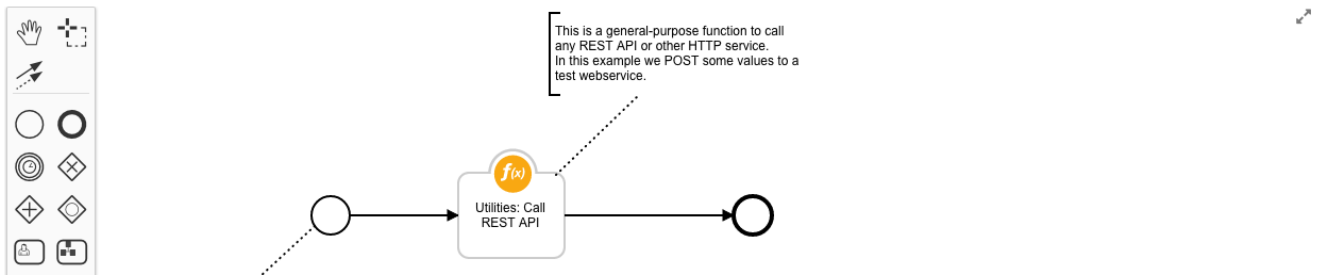 This is a general-purpose function to call
any REST API or other HTTP service.
In this example we POST some values to a
test webservice.
f(x)
Utilities: Call
REST API